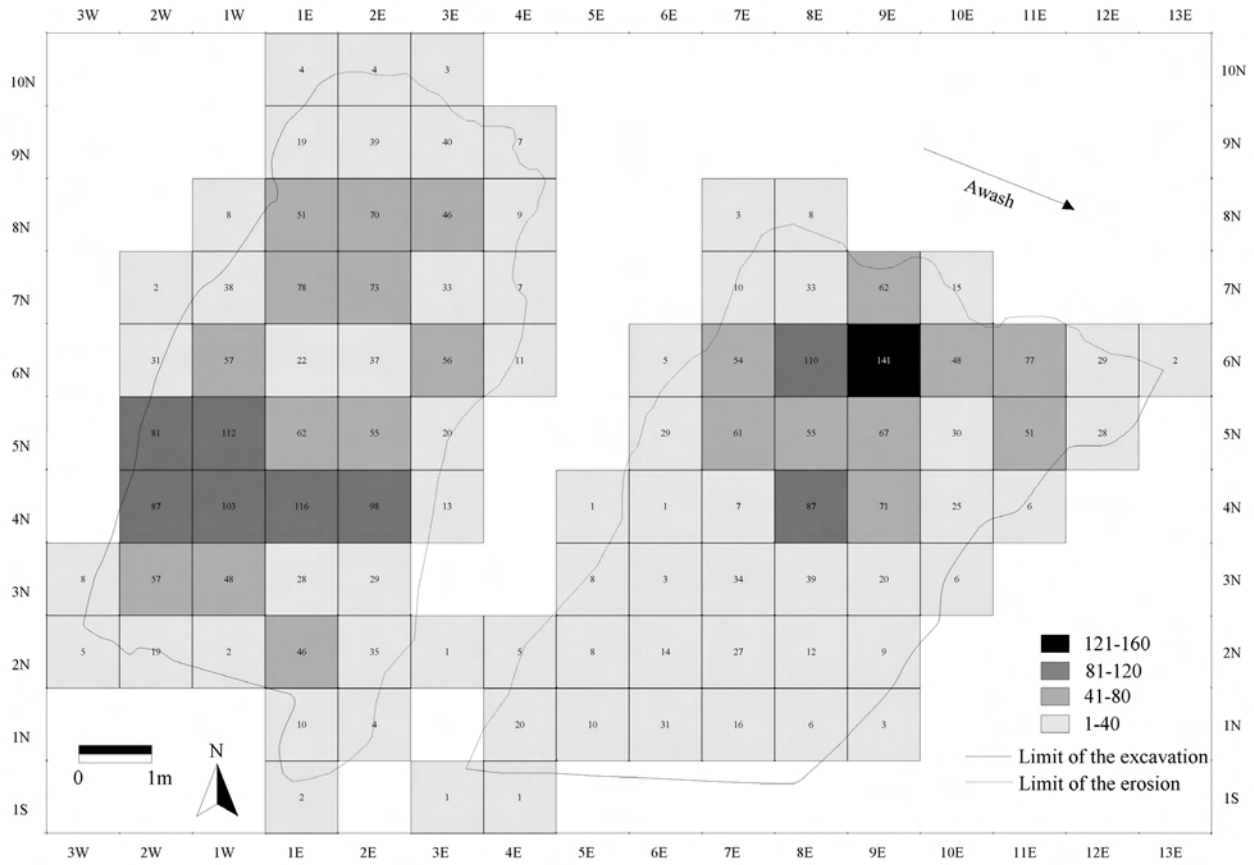 3W 2W 1W 1E 2E 3E 4E 5E 6E 7E 8E 9E 10E 11E 12E 13E
10N 4 4 3 10N
9N 19 39 40 7 9N
Awash
8N 8 51 70 46 9 3 8 8N
7N 2 38 78 73 33 7 10 33 62 15 7N
6N 31 57 22 37 56 11 5 54 110 141 48 77 29 2 6N
5N 81 112 62 55 20 29 61 55 67 30 51 28 5N
4N 87 103 116 98 13 1 1 7 87 71 25 6 4N
3N 8 57 48 28 29 8 3 34 39 20 6 3N
2N 5 19 2 46 35 1 5 8 14 27 12 9 2N
121-160
81-120
41-80
1-40
1N 10 4 20 10 31 16 6 3 1N
N
0 1m
Limit of the excavation
Limit of the erosion
1S 2 1 1 1S
3W 2W 1W 1E 2E 3E 4E 5E 6E 7E 8E 9E 10E 11E 12E 13E